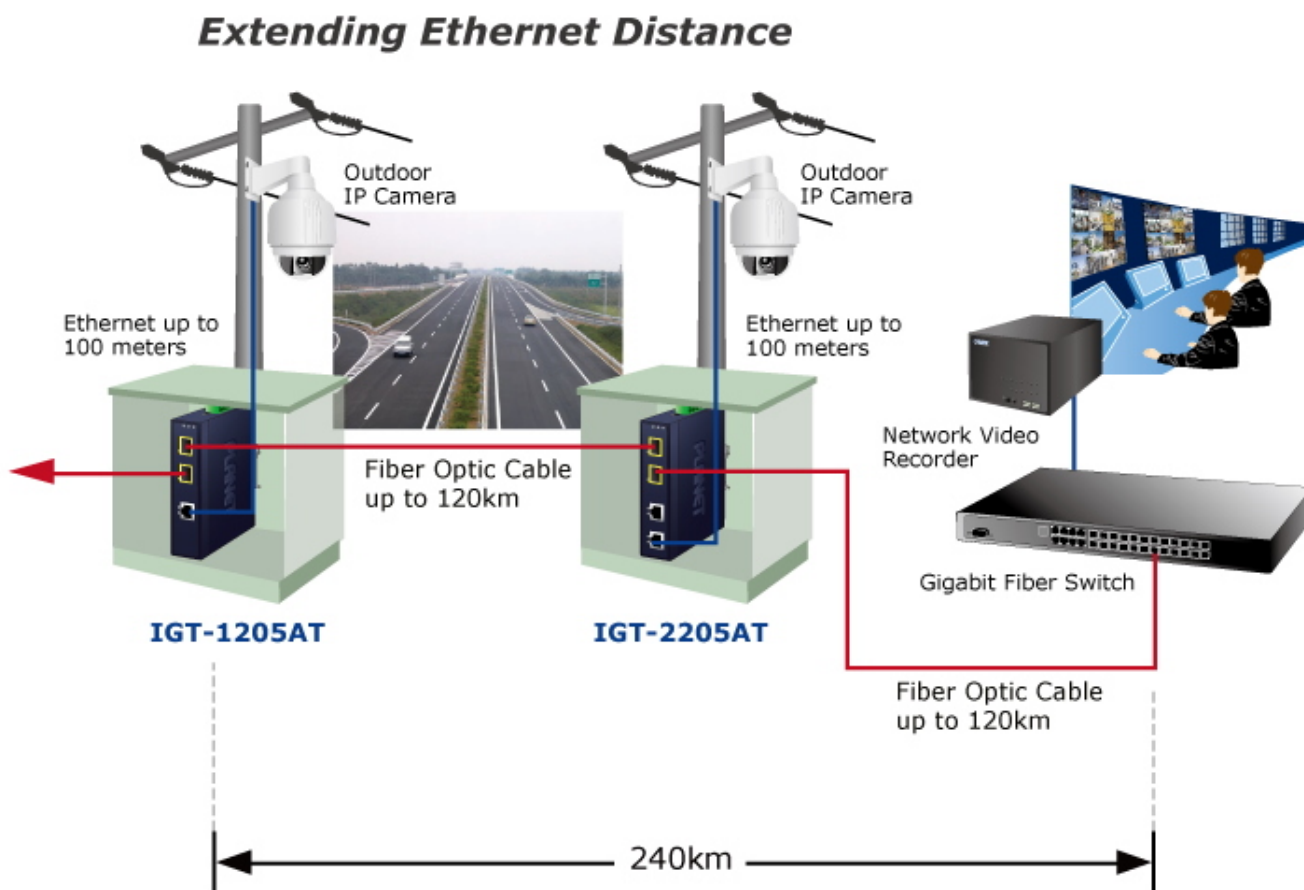 Extending Ethernet Distance
Outdoor
IP Camera
Outdoor
IP Camera
Ethernet up to
100 meters
Ethernet up to
100 meters
PLANET
PLANET
Fiber Optic Cable
up to 120km
Network Video
Recorder
Gigabit Fiber Switch
IGT-1205AT
IGT-2205AT
Fiber Optic Cable
up to 120km
240km